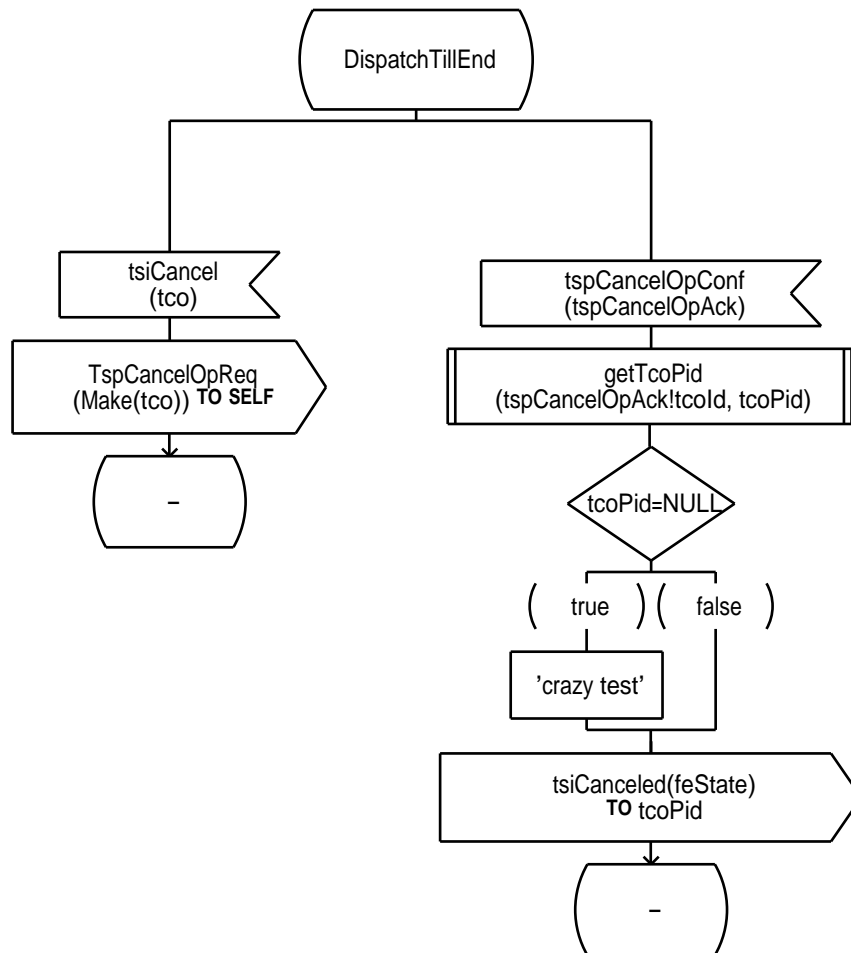 DispatchTillEnd
tsiCancel
(tco)
TspCancelOpReq
(Make(tco)) TO SELF
–
tspCancelOpConf
(tspCancelOpAck)
getTcoPid
(tspCancelOpAck!tcoId, tcoPid)
tcoPid=NULL
( true ) ( false )
’crazy test’
tsiCanceled(feState)
TO tcoPid
–